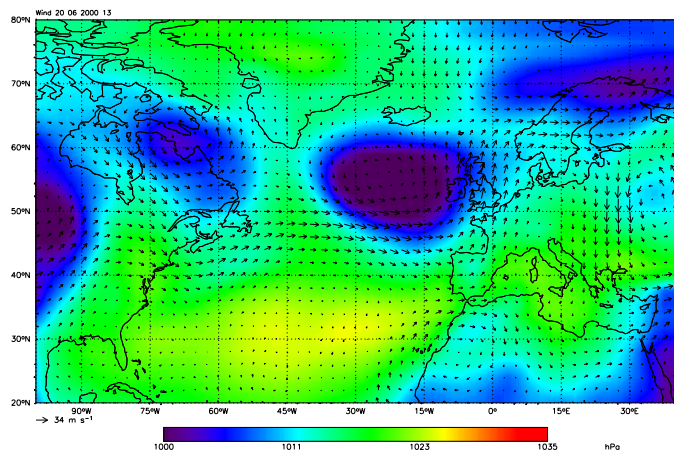 Wind 20 06 2000 13
80%N
70%N
60%N
50%N
40%N
30%N
20%N
90°W 75°W 60°W 45°W 30°W 15°W 0° 15°E 30°E
34 m s⁻¹
1000 1011 1023 1035 hPa